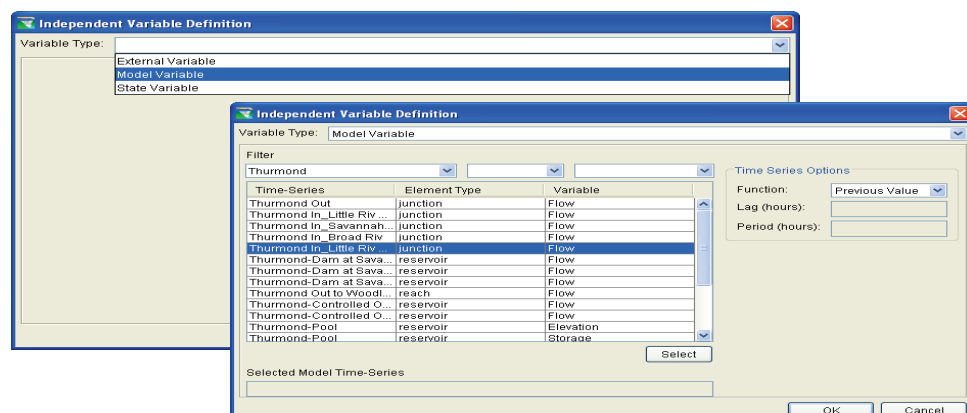 Independent Variable Definition
Variable Type:
External Variable
Model Variable
State Variable
Independent Variable Definition
Variable Type: Model Variable
Filter
Thurmond
Time Series Options
Time-Series Element Type Variable
Function: Previous Value
Lag (hours):
Period (hours):
Thurmond Out junction Flow
Thurmond In_Little Riv ... junction Flow
Thurmond In_Savannah... junction Flow
Thurmond In_Broad Riv junction Flow
Thurmond In_Little Riv ... junction Flow
Thurmond-Dam at Sava... reservoir Flow
Thurmond-Dam at Sava... reservoir Flow
Thurmond-Dam at Sava... reservoir Flow
Thurmond Out to Woodl... reach Flow
Thurmond-Controlled O... reservoir Flow
Thurmond-Controlled O... reservoir Flow
Thurmond-Pool reservoir Elevation
Thurmond-Pool reservoir Storage
Select
Selected Model Time-Series
OK Cancel